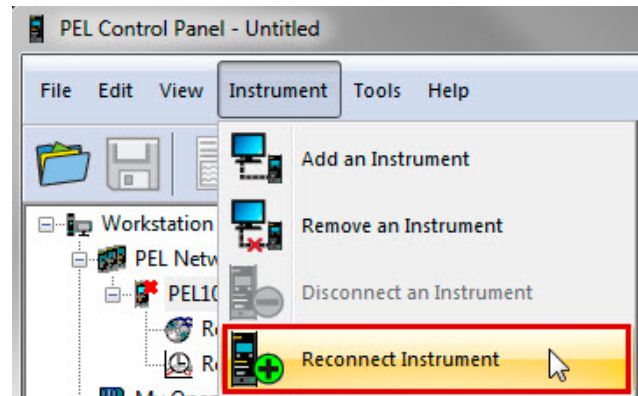 PEL Control Panel - Untitled
File Edit View Instrument Tools Help
Add an Instrument
Workstation
Remove an Instrument
PEL
Disconnect an Instrument
Reconnect Instrument